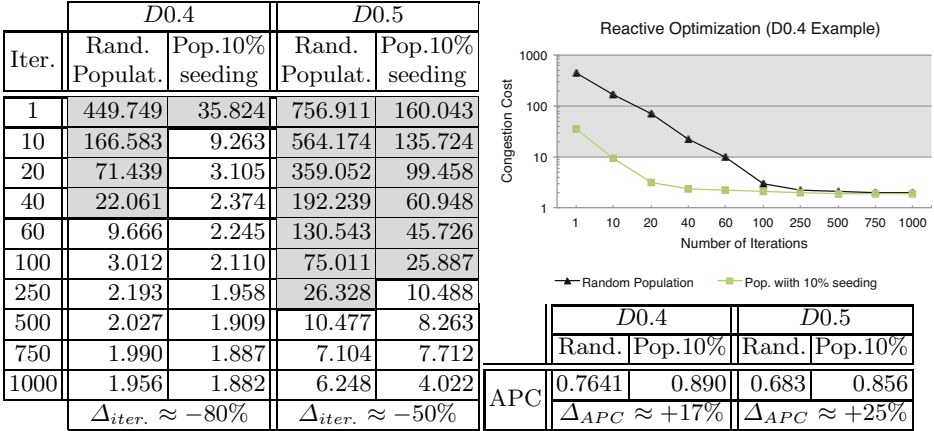 D0.4 D0.5
Iter. Rand. Populat. Pop.10% seeding Rand. Populat. Pop.10% seeding
1 449.749 35.824 756.911 160.043
10 166.583 9.263 564.174 135.724
20 71.439 3.105 359.052 99.458
40 22.061 2.374 192.239 60.948
60 9.666 2.245 130.543 45.726
100 3.012 2.110 75.011 25.887
250 2.193 1.958 26.328 10.488
500 2.027 1.909 10.477 8.263
750 1.990 1.887 7.104 7.712
1000 1.956 1.882 6.248 4.022
Δiter. ≈ −80% Δiter. ≈ −50%
Reactive Optimization (D0.4 Example)
Congestion Cost
1000
100
10
1
1 10 20 40 60 100 250 500 750 1000
Number of Iterations
Random Population Pop. wiith 10% seeding
D0.4 D0.5
Rand. Pop.10% Rand. Pop.10%
APC 0.7641 0.890 0.683 0.856
ΔAPC ≈ +17% ΔAPC ≈ +25%